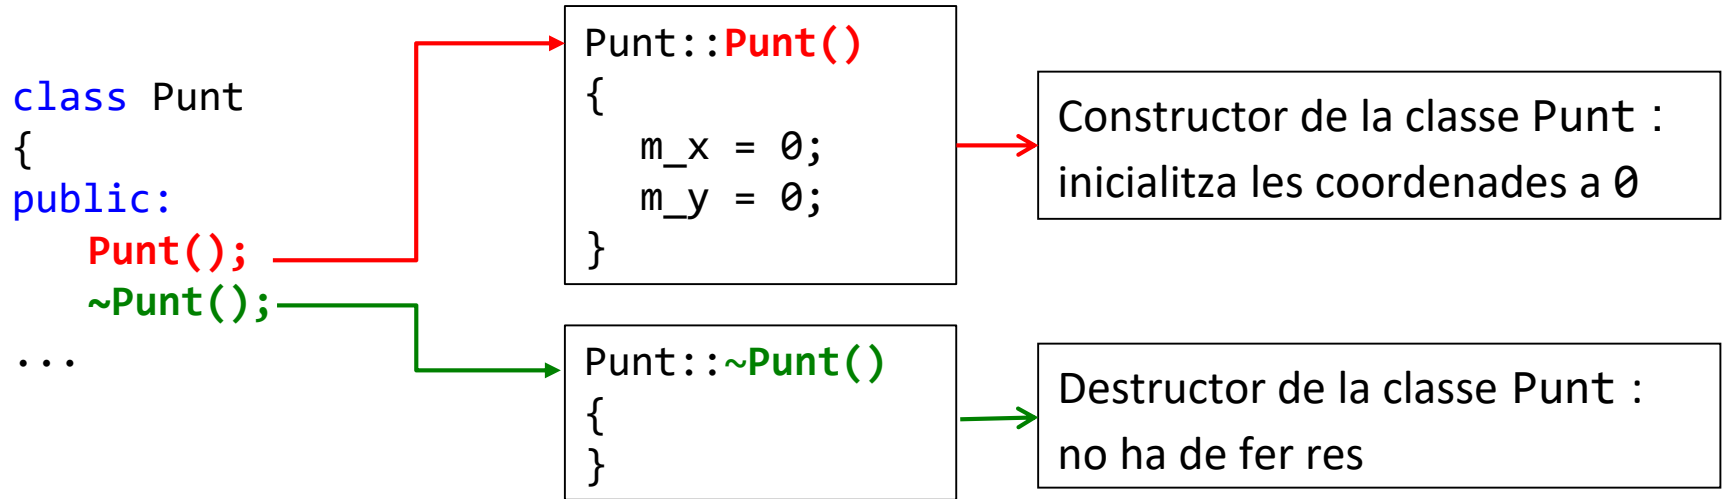 class Punt
{
public:
Punt();
~Punt();
...
Punt::Punt()
{
m_x = 0;
m_y = 0;
}
Constructor de la classe Punt :
inicialitza les coordenades a 0
Punt::~Punt()
{
}
Destructor de la classe Punt :
no ha de fer res